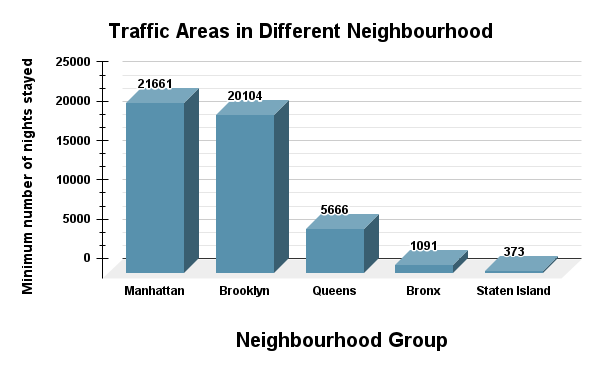 Traffic Areas in Different Neighbourhood
Minimum number of nights stayed
25000
20000
15000
10000
5000
0
21661
20104
5666
1091
373
Manhattan
Brooklyn
Queens
Bronx
Staten Island
Neighbourhood Group